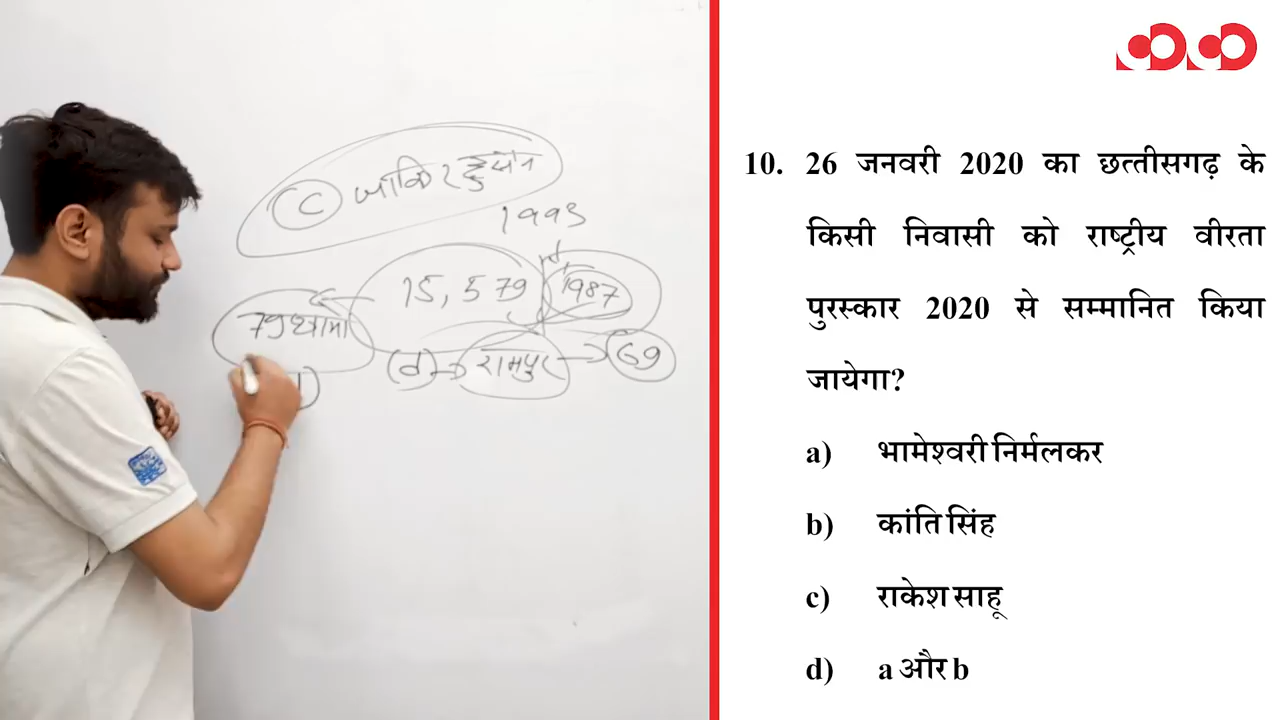 C जाकिर हुसैन
1993
15,579
1987
79 धारा
(d) → रामपुर → 69
10. 26 जनवरी 2020 का छत्तीसगढ़ के
किसी निवासी को राष्ट्रीय वीरता
पुरस्कार 2020 से सम्मानित किया
जायेगा?
a) भामेश्वरी निर्मलकर
b) कांति सिंह
c) राकेश साहू
d) a और b